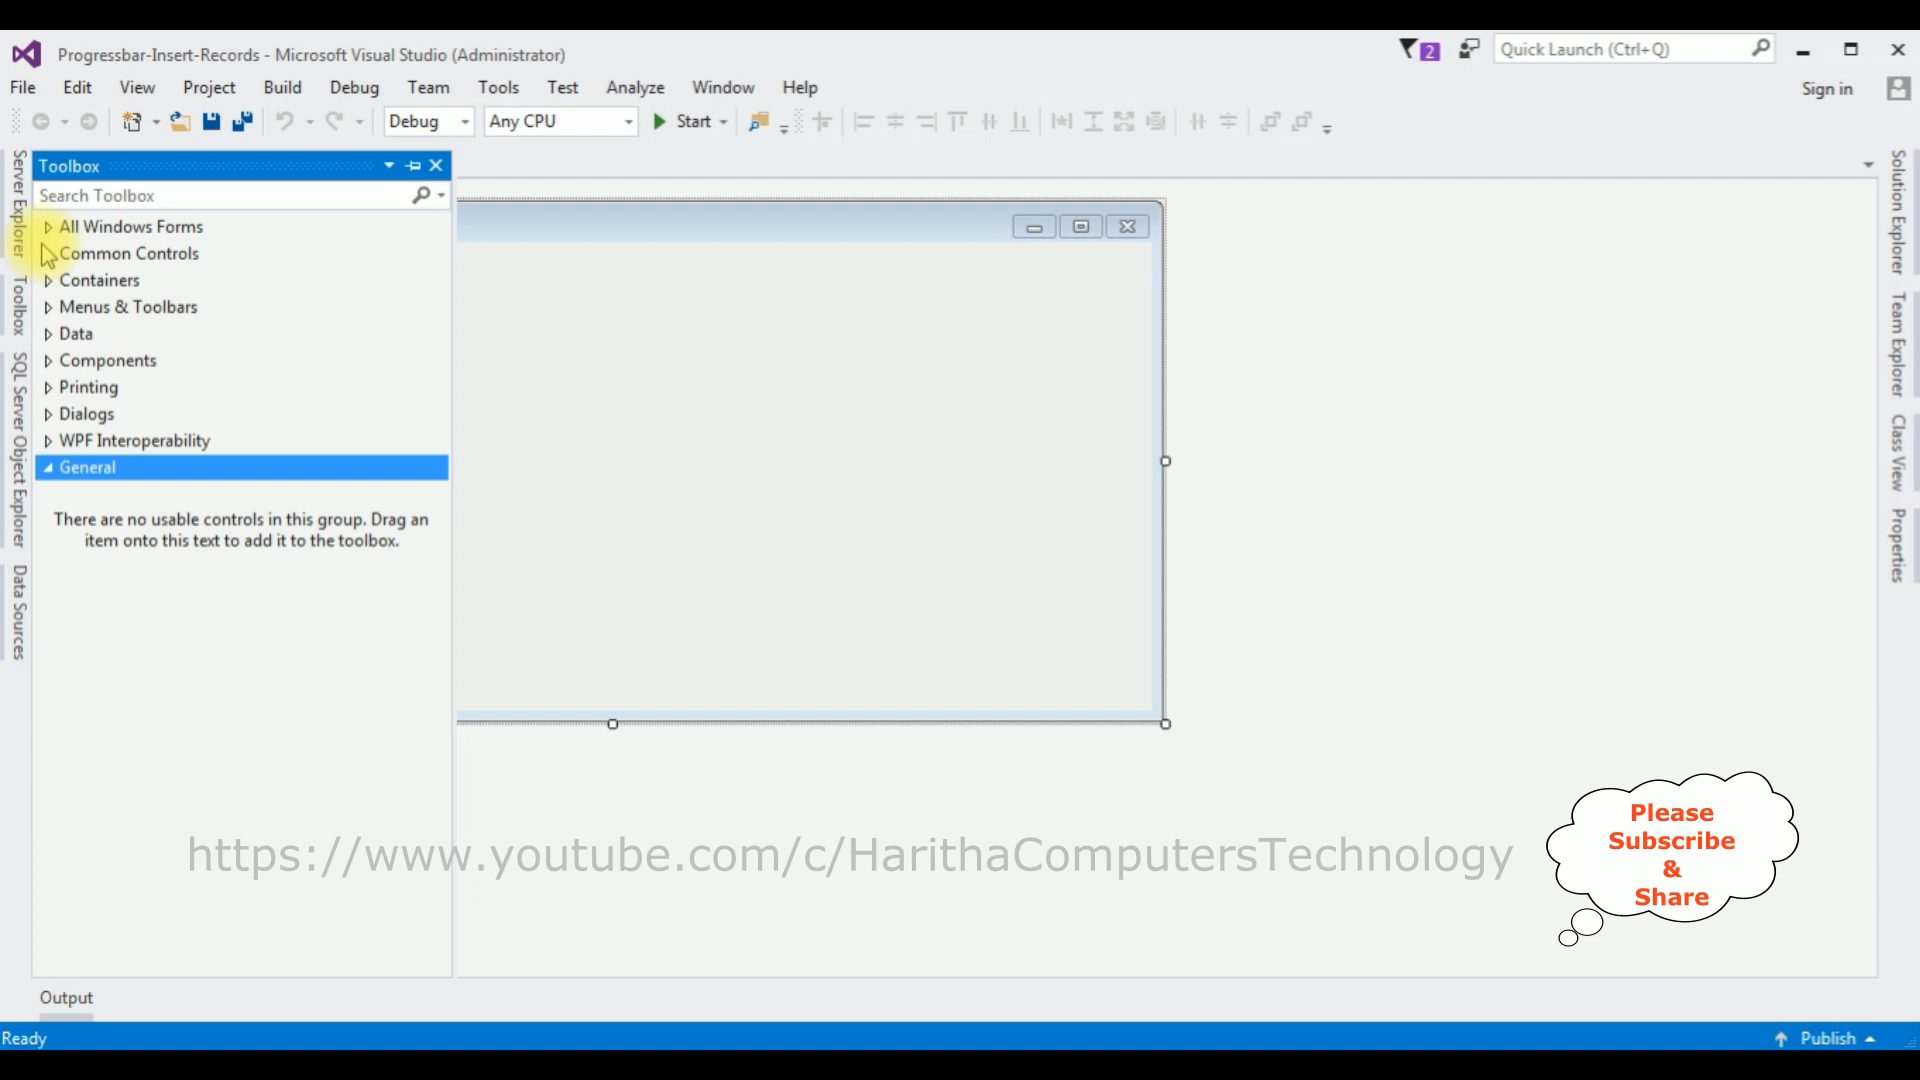 Progressbar-Insert-Records - Microsoft Visual Studio (Administrator)
2
Quick Launch (Ctrl+Q)
File Edit View Project Build Debug Team Tools Test Analyze Window Help
Sign in
Debug
Any CPU
Start
Server Explorer
Toolbox
SQL Server Object Explorer
Data Sources
Toolbox
Search Toolbox
All Windows Forms
Common Controls
Containers
Menus & Toolbars
Data
Components
Printing
Dialogs
WPF Interoperability
General
There are no usable controls in this group. Drag an
item onto this text to add it to the toolbox.
Solution Explorer
Team Explorer
Class View
Properties
Please
Subscribe
&
Share
https://www.youtube.com/c/HarithaComputersTechnology
Output
Ready
Publish